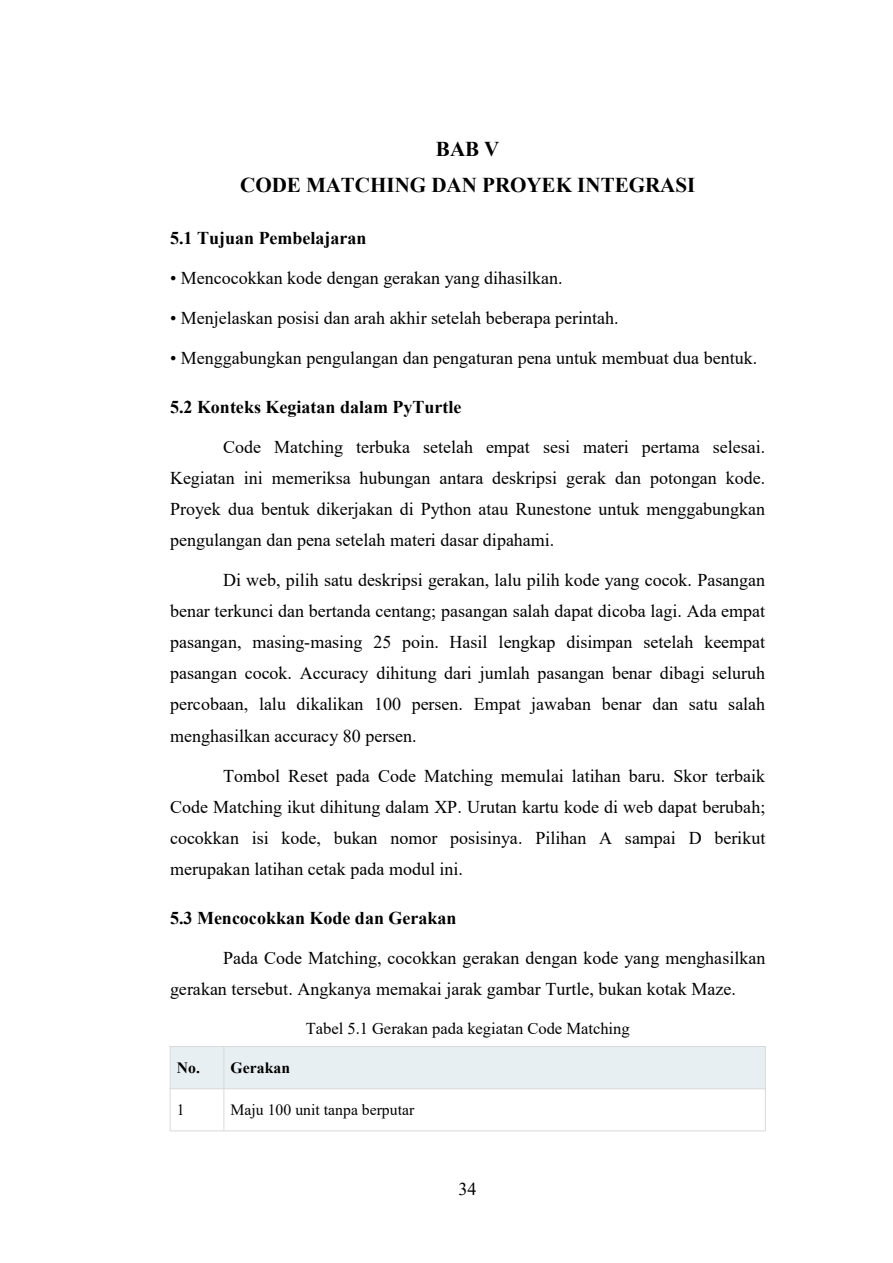 BAB V
CODE MATCHING DAN PROYEK INTEGRASI
5.1 Tujuan Pembelajaran
• Mencocokkan kode dengan gerakan yang dihasilkan.
• Menjelaskan posisi dan arah akhir setelah beberapa perintah.
• Menggabungkan pengulangan dan pengaturan pena untuk membuat dua bentuk.
5.2 Konteks Kegiatan dalam PyTurtle
Code Matching terbuka setelah empat sesi materi pertama selesai.
Kegiatan ini memeriksa hubungan antara deskripsi gerak dan potongan kode.
Proyek dua bentuk dikerjakan di Python atau Runestone untuk menggabungkan
pengulangan dan pena setelah materi dasar dipahami.
Di web, pilih satu deskripsi gerakan, lalu pilih kode yang cocok. Pasangan
benar terkunci dan bertanda centang; pasangan salah dapat dicoba lagi. Ada empat
pasangan, masing-masing 25 poin. Hasil lengkap disimpan setelah keempat
pasangan cocok. Accuracy dihitung dari jumlah pasangan benar dibagi seluruh
percobaan, lalu dikalikan 100 persen. Empat jawaban benar dan satu salah
menghasilkan accuracy 80 persen.
Tombol Reset pada Code Matching memulai latihan baru. Skor terbaik
Code Matching ikut dihitung dalam XP. Urutan kartu kode di web dapat berubah;
cocokkan isi kode, bukan nomor posisinya. Pilihan A sampai D berikut
merupakan latihan cetak pada modul ini.
5.3 Mencocokkan Kode dan Gerakan
Pada Code Matching, cocokkan gerakan dengan kode yang menghasilkan
gerakan tersebut. Angkanya memakai jarak gambar Turtle, bukan kotak Maze.
Tabel 5.1 Gerakan pada kegiatan Code Matching
No. Gerakan
1 Maju 100 unit tanpa berputar
34